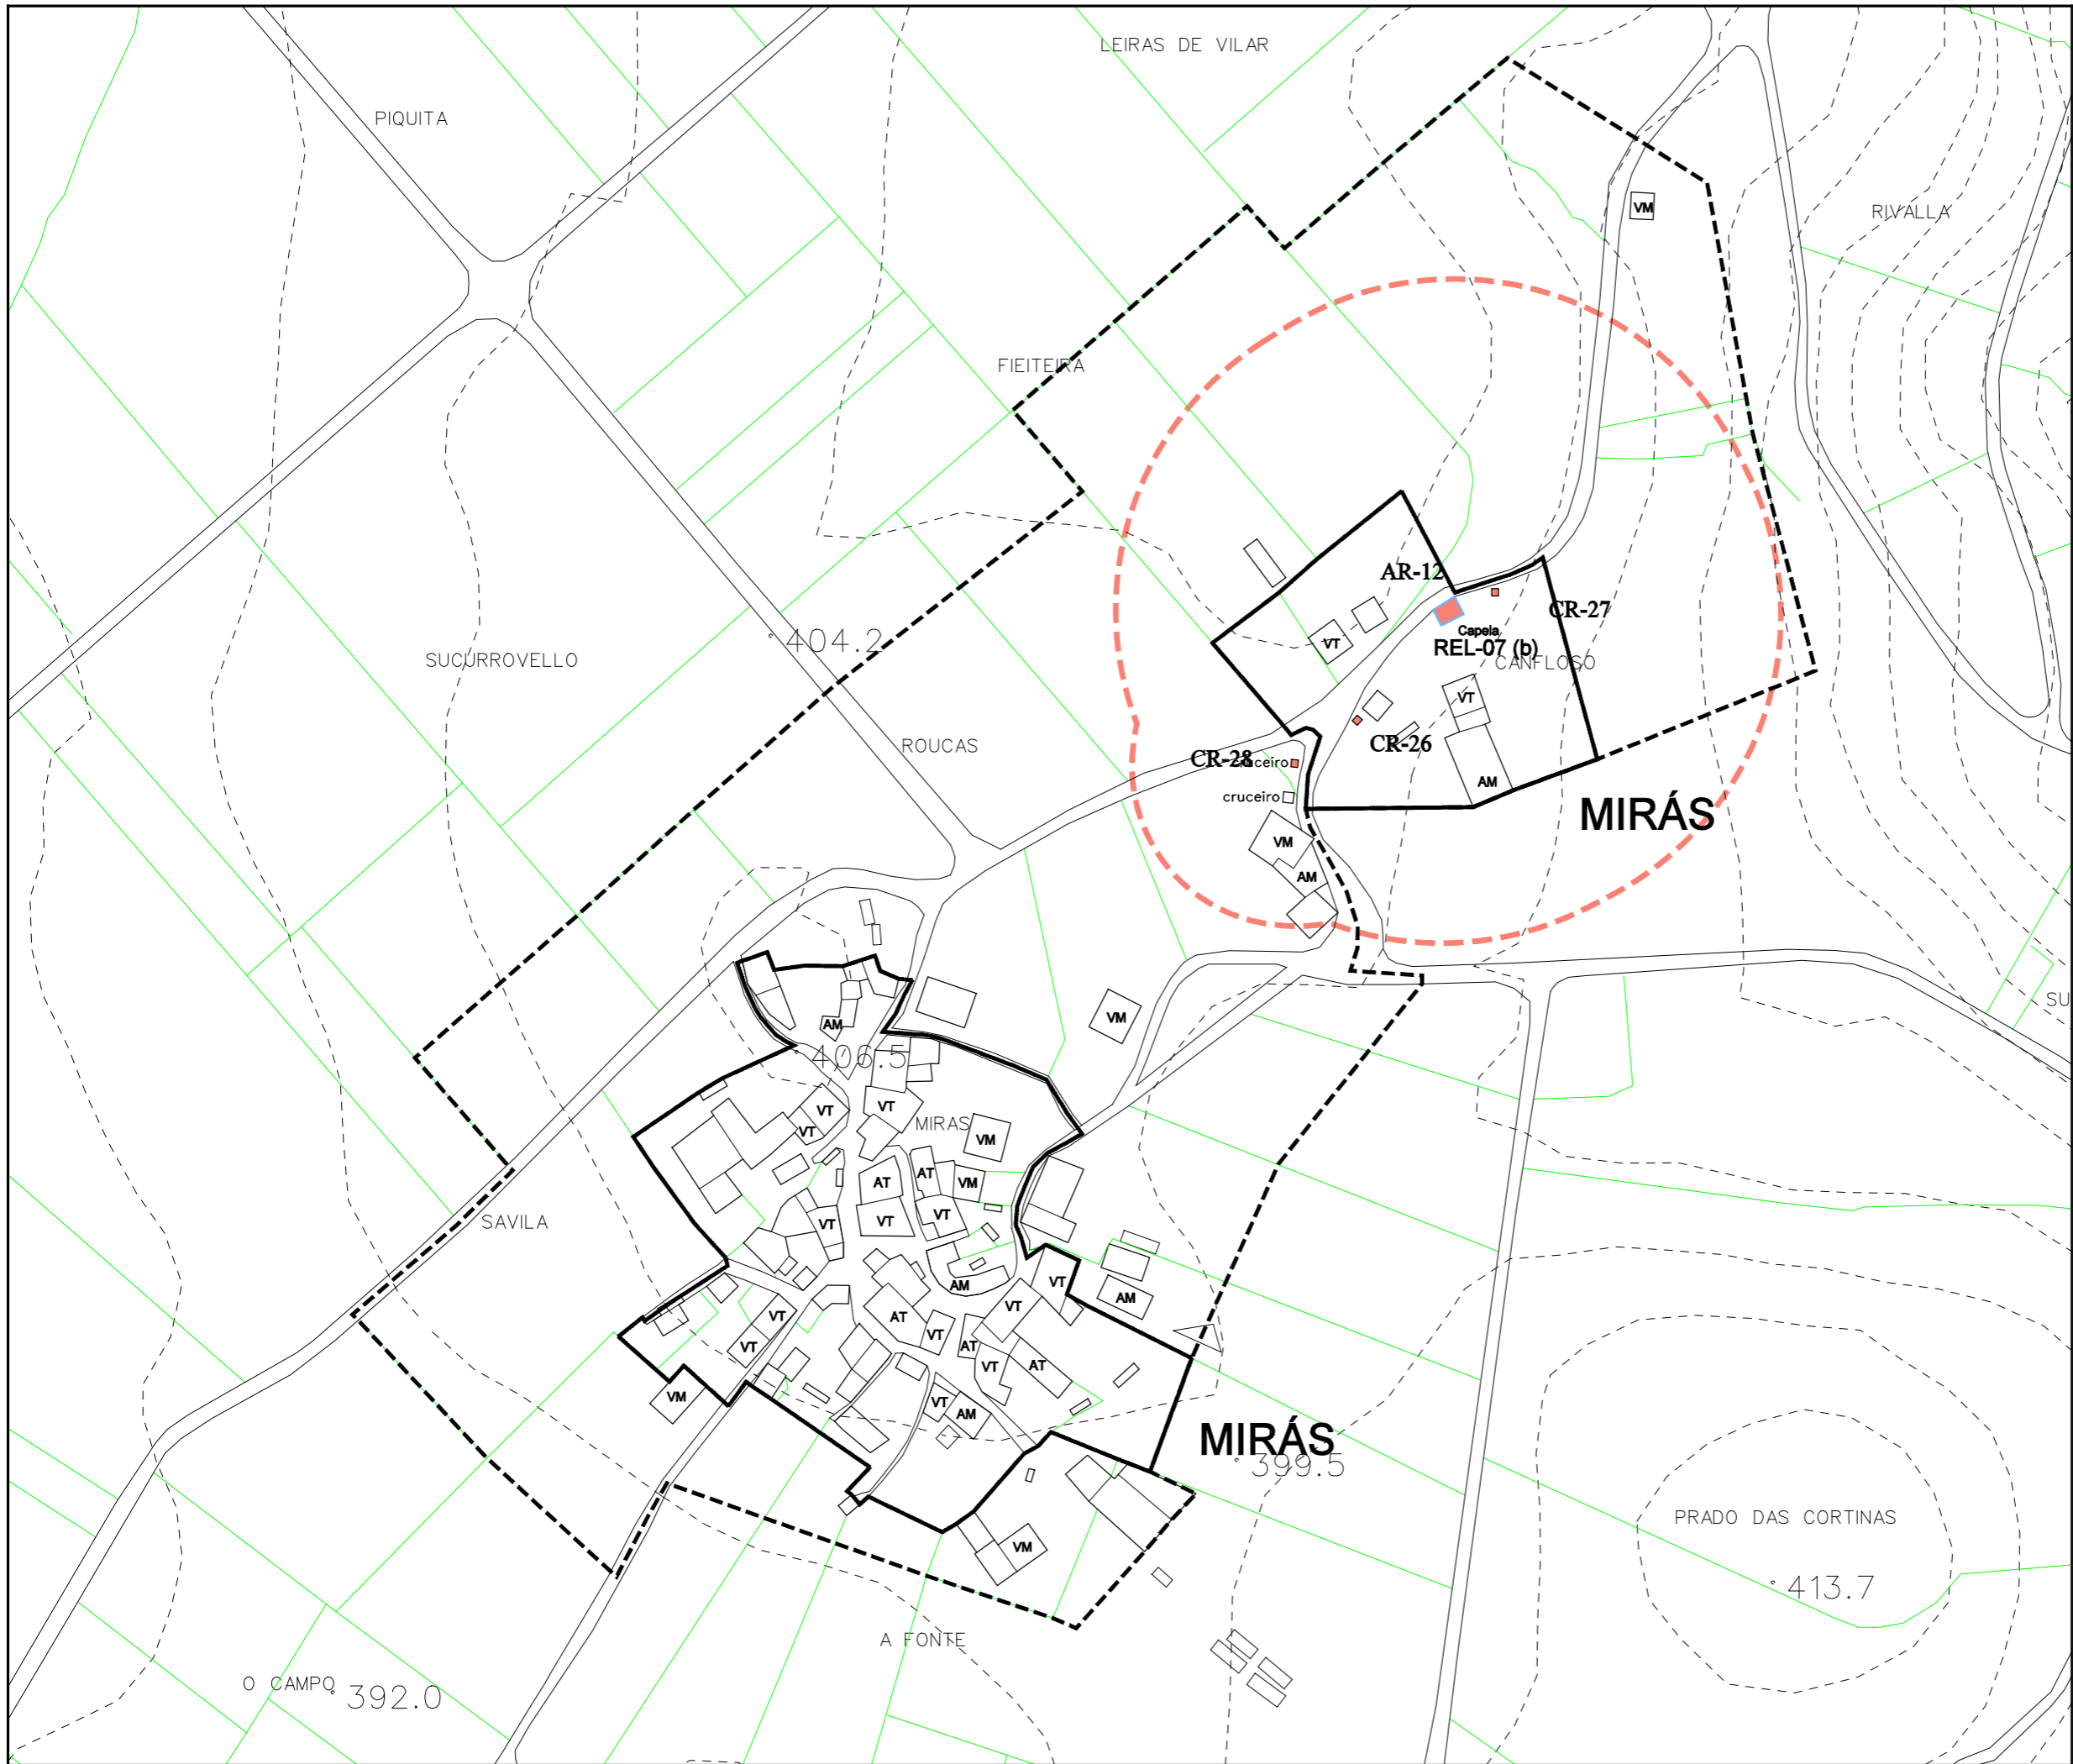 LEIRAS DE VILAR
PIQUITA
VM
RIVALLA
FIEITEIRA
AR-12
CR-27
Capela
REL-07 (b)
VT
404.2
SUCURROVELLO
CANFLOSO
VT
ROUCAS
CR-26
CR-28
cruceiro
AM
cruceiro
MIRÁS
VM
AM
SU
VM
AM
406.5
VT
VT
VT
MIRAS
VM
AT
AT
VM
SAVILA
VT
VT
VT
AM
VT
AM
VT
VT
AT
VT
VT
AT
VT
AT
VM
VT
AM
MIRÁS
399.5
PRADO DAS CORTINAS
VM
413.7
A FONTE
O CAMPO
392.0